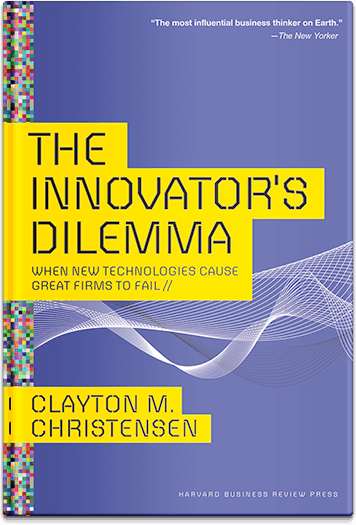 "The most influential business thinker on Earth."
—The New Yorker
THE
INNOVATOR'S
DILEMMA
WHEN NEW TECHNOLOGIES CAUSE
GREAT FIRMS TO FAIL //
CLAYTON M.
CHRISTENSEN
HARVARD BUSINESS REVIEW PRESS